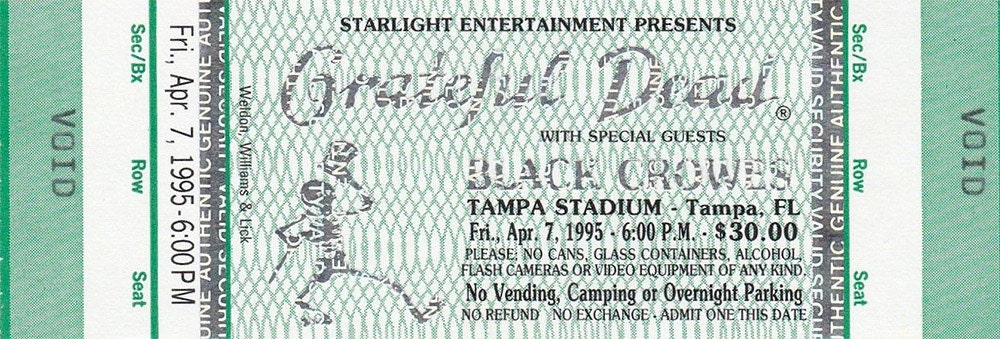 VOID
Sec/Bx Row Seat
Fri., Apr. 7, 1995 - 6:00PM
Weldon, Williams & Lick
STARLIGHT ENTERTAINMENT PRESENTS
Grateful Dead®
WITH SPECIAL GUESTS
BLACK CROWES
TAMPA STADIUM - Tampa, FL
Fri., Apr. 7, 1995 - 6:00 P.M. - $30.00
PLEASE: NO CANS, GLASS CONTAINERS, ALCOHOL,
FLASH CAMERAS OR VIDEO EQUIPMENT OF ANY KIND.
No Vending, Camping or Overnight Parking
NO REFUND NO EXCHANGE - ADMIT ONE THIS DATE
Sec/Bx Row Seat
VOID